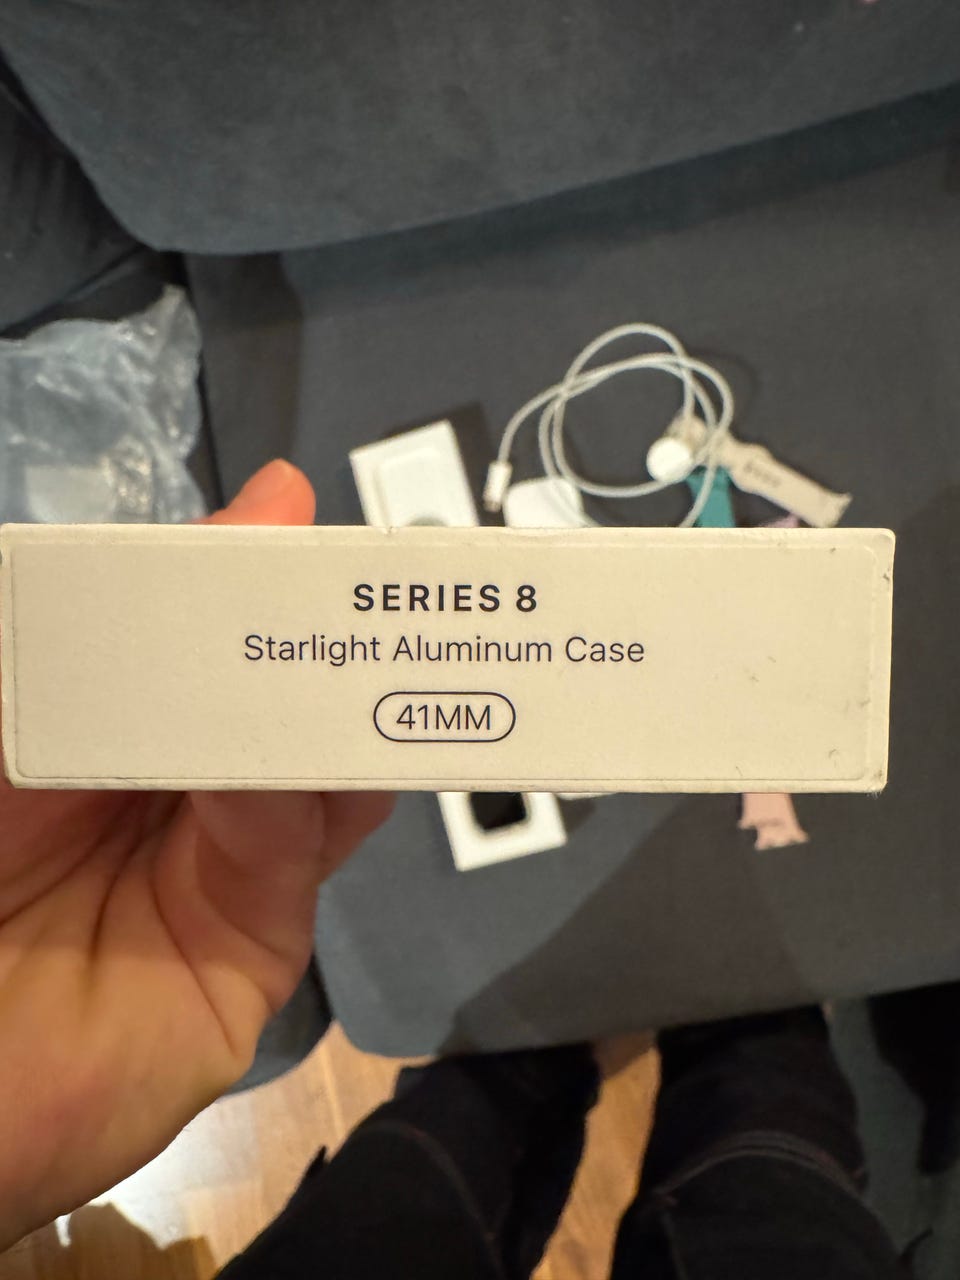 SERIES 8
Starlight Aluminum Case
41MM